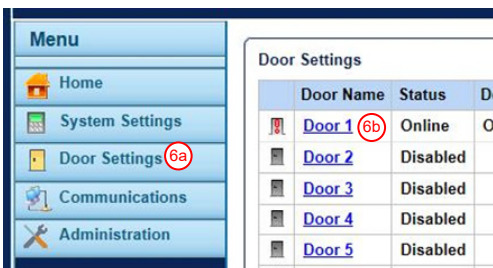 Menu
Home
System Settings
Door Settings 6a
Communications
Administration
Door Settings
Door Name Status
Door 1 6b Online
Door 2 Disabled
Door 3 Disabled
Door 4 Disabled
Door 5 Disabled